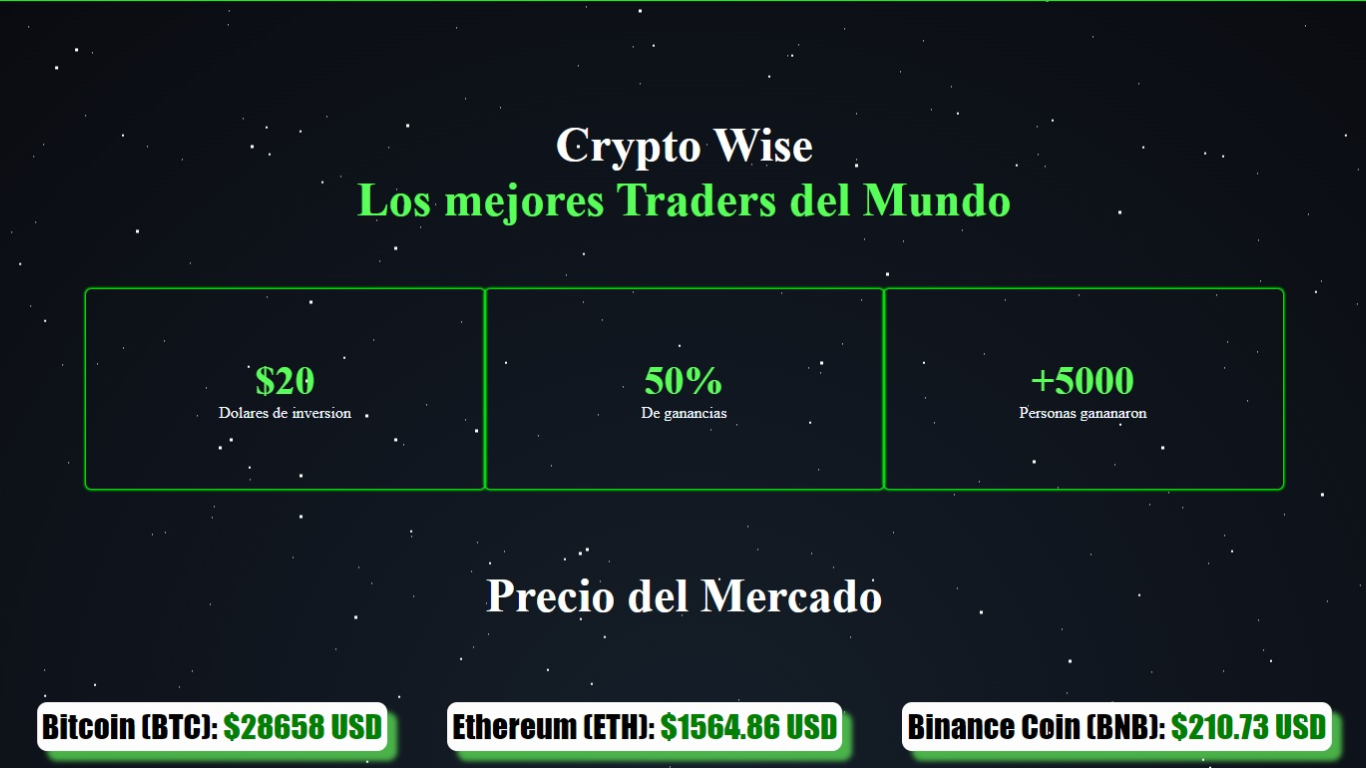 Crypto Wise
Los mejores Traders del Mundo
$20
Dolares de inversion
50%
De ganancias
+5000
Personas gananaron
Precio del Mercado
Bitcoin (BTC): $28658 USD
Ethereum (ETH): $1564.86 USD
Binance Coin (BNB): $210.73 USD